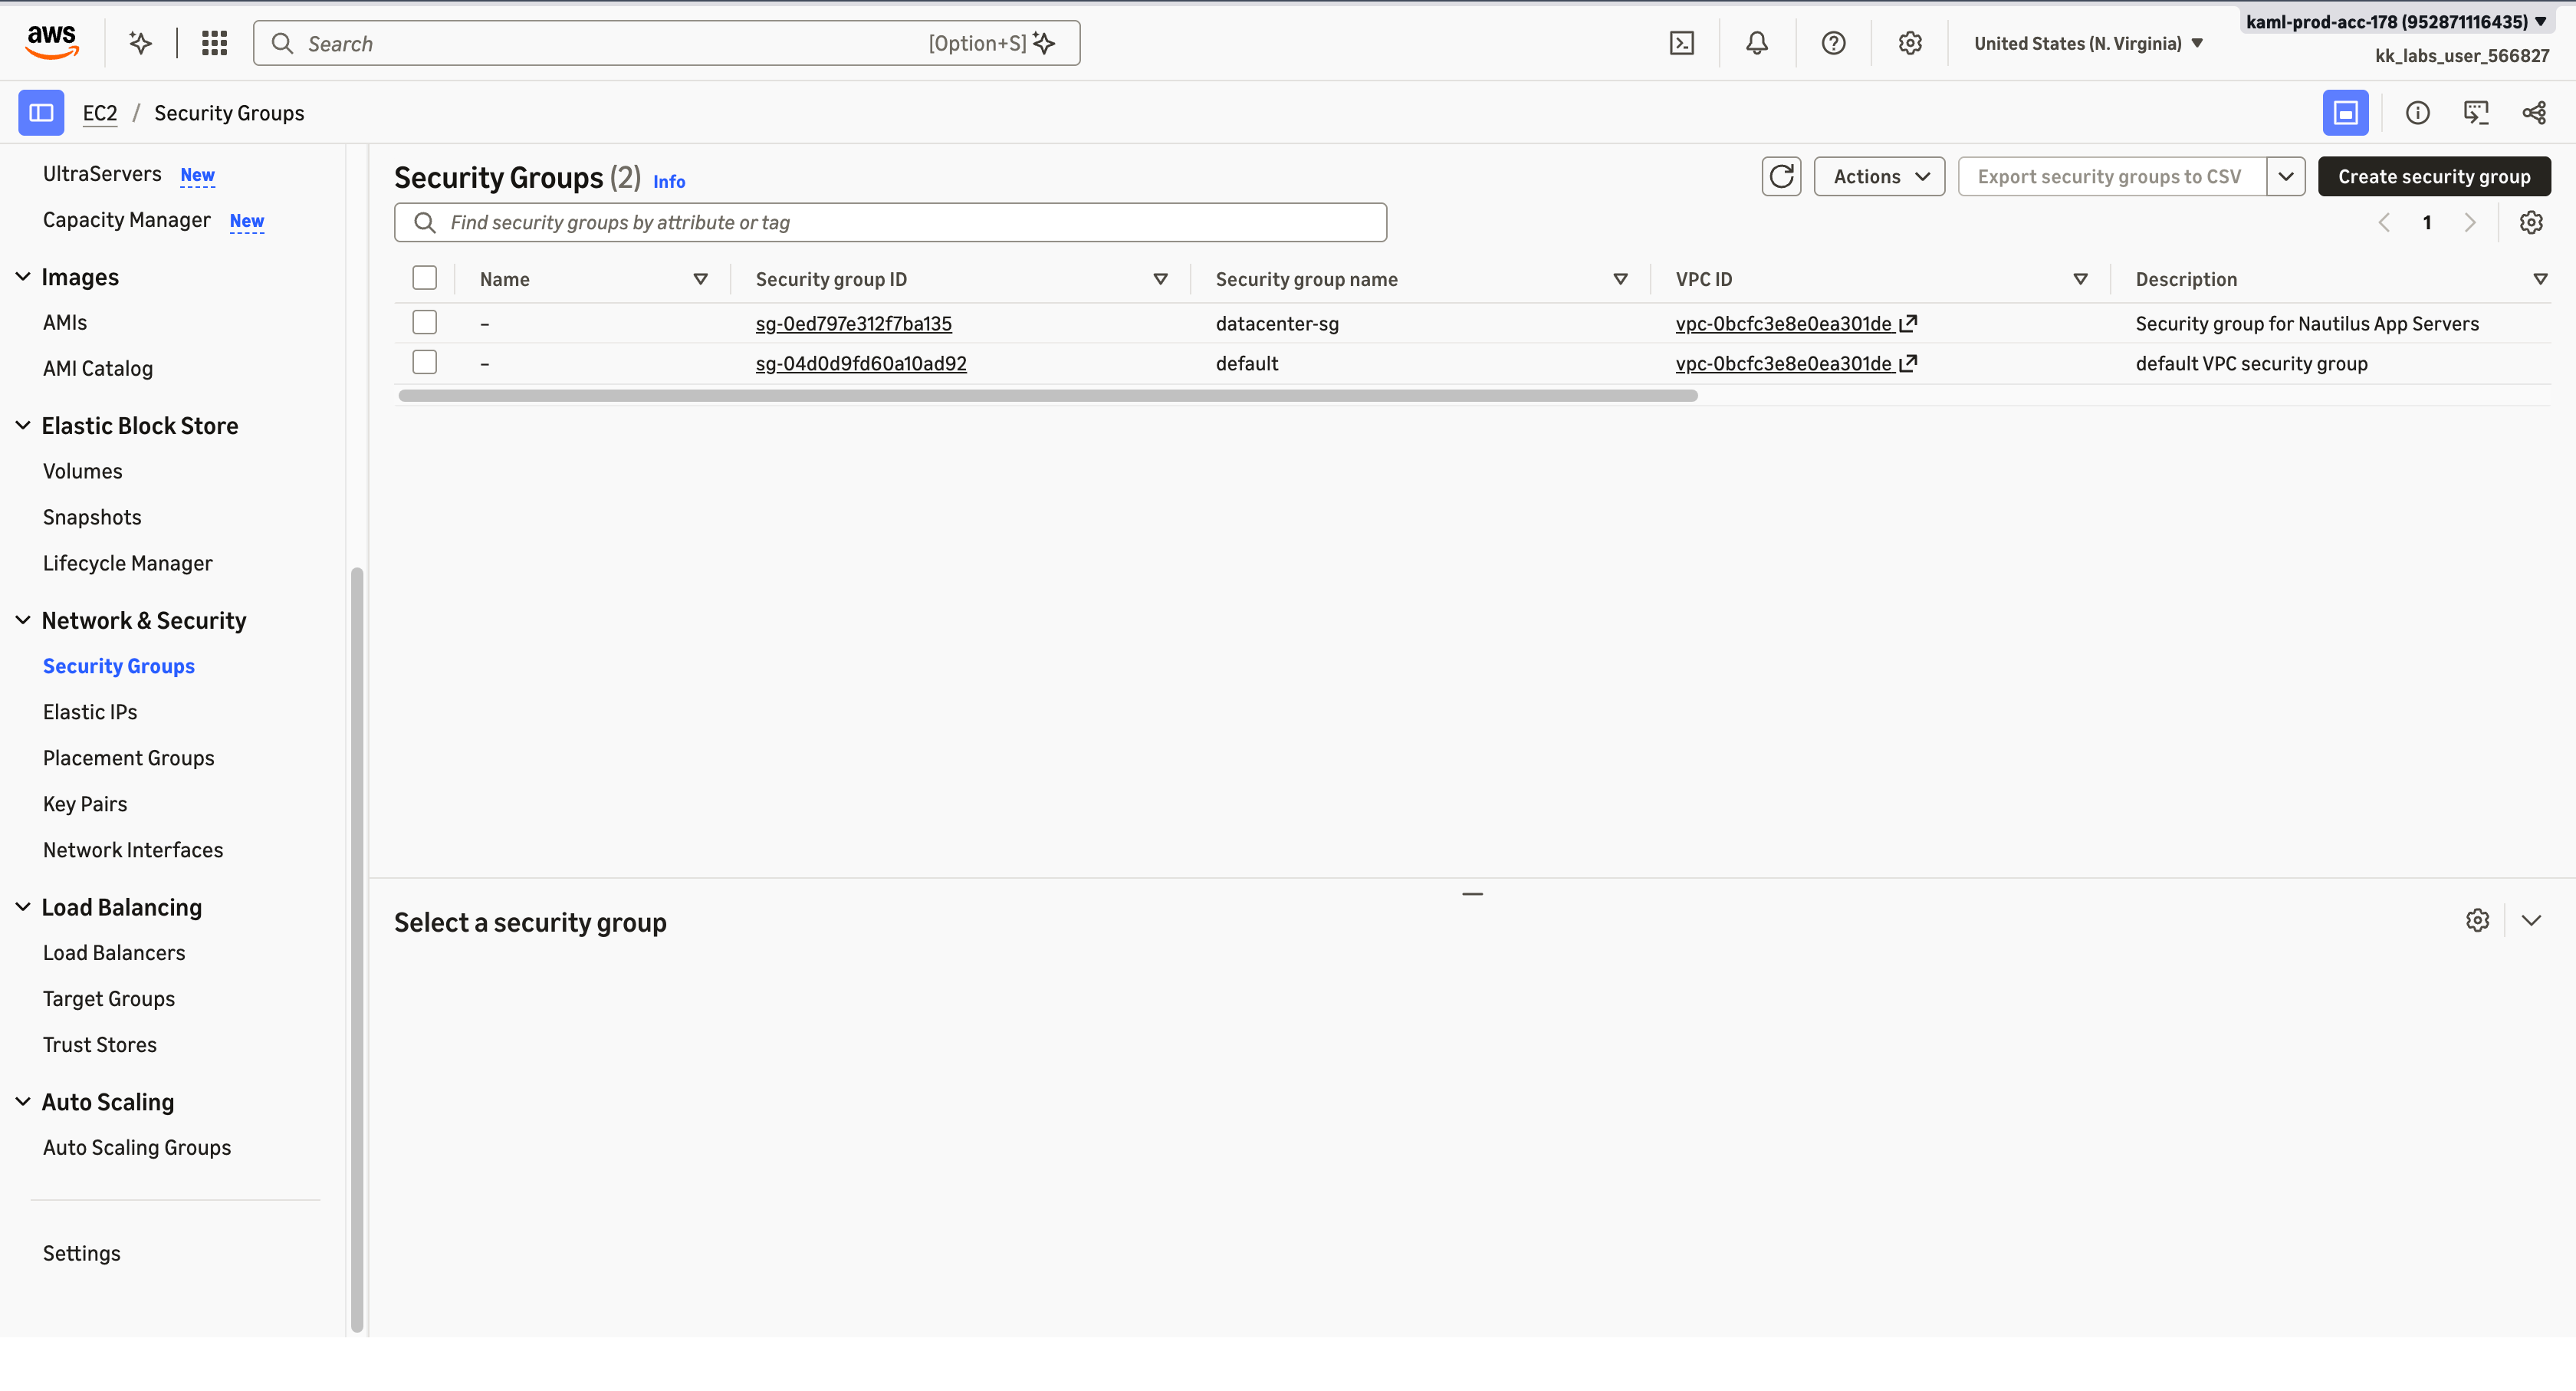 aws
Search [Option+S]
United States (N. Virginia)
kaml-prod-acc-178 (952871116435)
kk_labs_user_566827
EC2 / Security Groups
UltraServers New
Capacity Manager New
Images
AMIs
AMI Catalog
Elastic Block Store
Volumes
Snapshots
Lifecycle Manager
Network & Security
Security Groups
Elastic IPs
Placement Groups
Key Pairs
Network Interfaces
Load Balancing
Load Balancers
Target Groups
Trust Stores
Auto Scaling
Auto Scaling Groups
Settings
Security Groups (2) Info
Actions
Export security groups to CSV
Create security group
Find security groups by attribute or tag
1
Name Security group ID Security group name VPC ID Description
– sg-0ed797e312f7ba135 datacenter-sg vpc-0bcfc3e8e0ea301de Security group for Nautilus App Servers
– sg-04d0d9fd60a10ad92 default vpc-0bcfc3e8e0ea301de default VPC security group
Select a security group